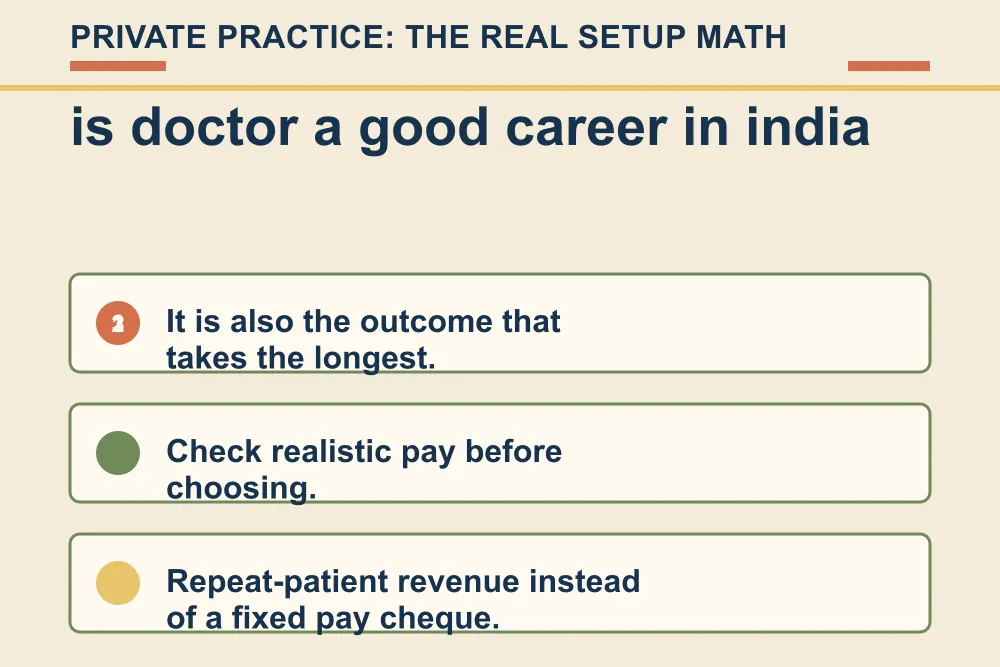 PRIVATE PRACTICE: THE REAL SETUP MATH
is doctor a good career in india
It is also the outcome that
takes the longest.
Check realistic pay before
choosing.
Repeat-patient revenue instead
of a fixed pay cheque.